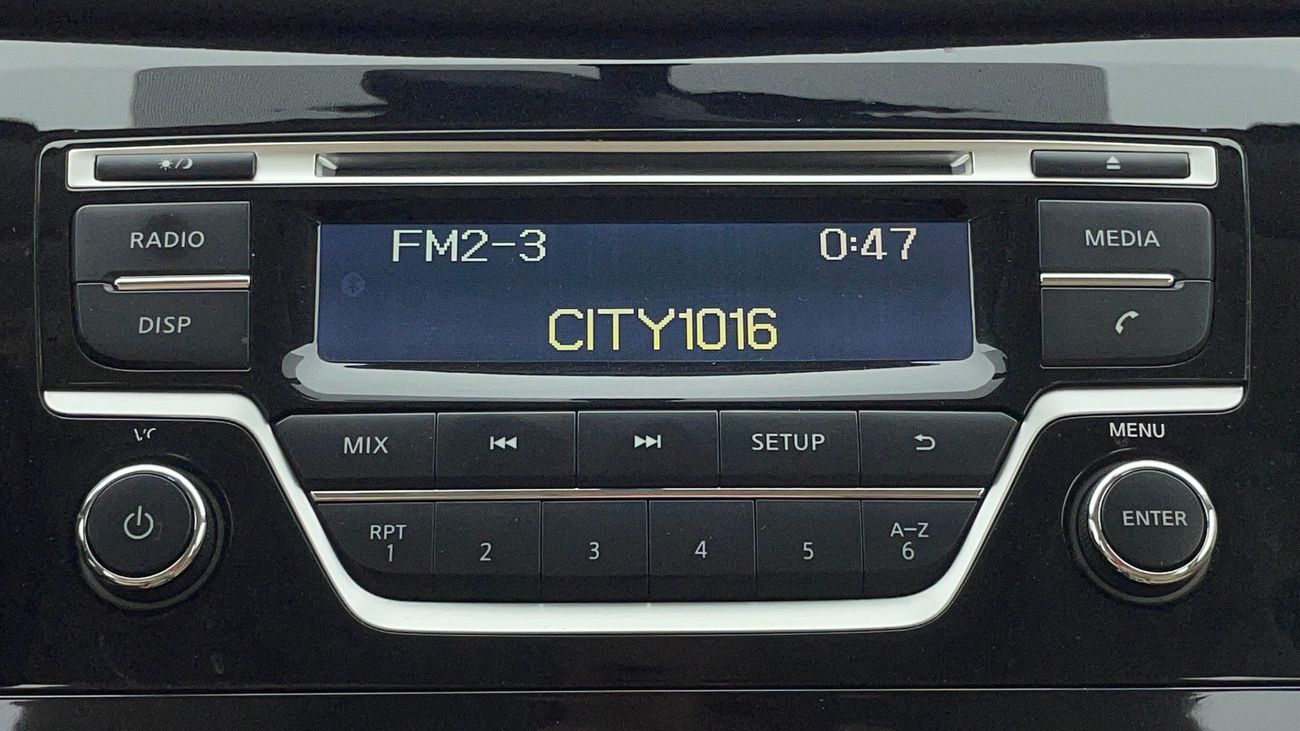 RADIO
DISP
FM2-3 0:47
CITY1016
MEDIA
MIX
SETUP
MENU
RPT
1
2
3
4
5
A-Z
6
ENTER